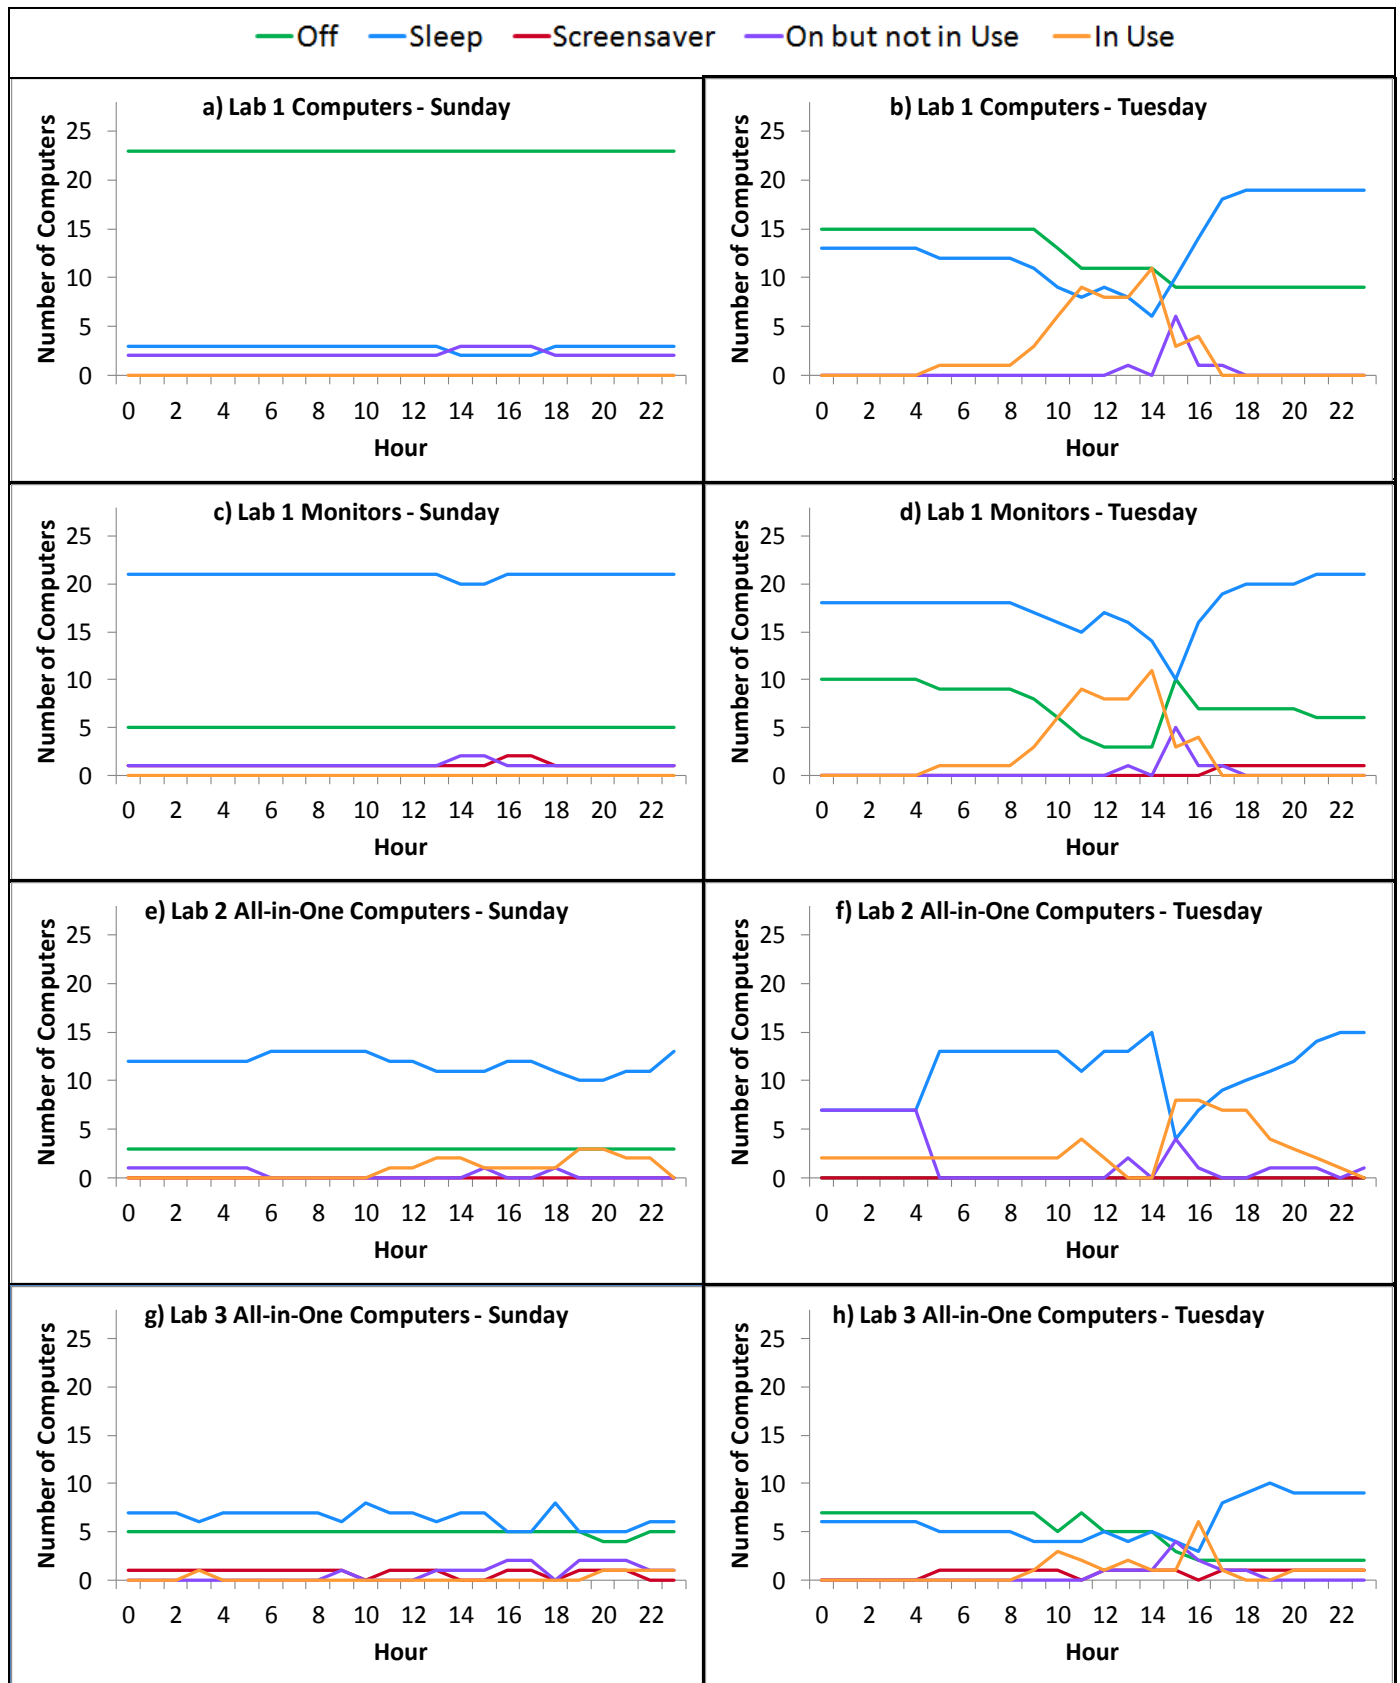 Off Sleep Screensaver On but not in Use In Use
a) Lab 1 Computers - Sunday
Number of Computers
25
20
15
10
5
0
0 2 4 6 8 10 12 14 16 18 20 22
Hour
b) Lab 1 Computers - Tuesday
Number of Computers
25
20
15
10
5
0
0 2 4 6 8 10 12 14 16 18 20 22
Hour
c) Lab 1 Monitors - Sunday
Number of Computers
25
20
15
10
5
0
0 2 4 6 8 10 12 14 16 18 20 22
Hour
d) Lab 1 Monitors - Tuesday
Number of Computers
25
20
15
10
5
0
0 2 4 6 8 10 12 14 16 18 20 22
Hour
e) Lab 2 All-in-One Computers - Sunday
Number of Computers
25
20
15
10
5
0
0 2 4 6 8 10 12 14 16 18 20 22
Hour
f) Lab 2 All-in-One Computers - Tuesday
Number of Computers
25
20
15
10
5
0
0 2 4 6 8 10 12 14 16 18 20 22
Hour
g) Lab 3 All-in-One Computers - Sunday
Number of Computers
25
20
15
10
5
0
0 2 4 6 8 10 12 14 16 18 20 22
Hour
h) Lab 3 All-in-One Computers - Tuesday
Number of Computers
25
20
15
10
5
0
0 2 4 6 8 10 12 14 16 18 20 22
Hour